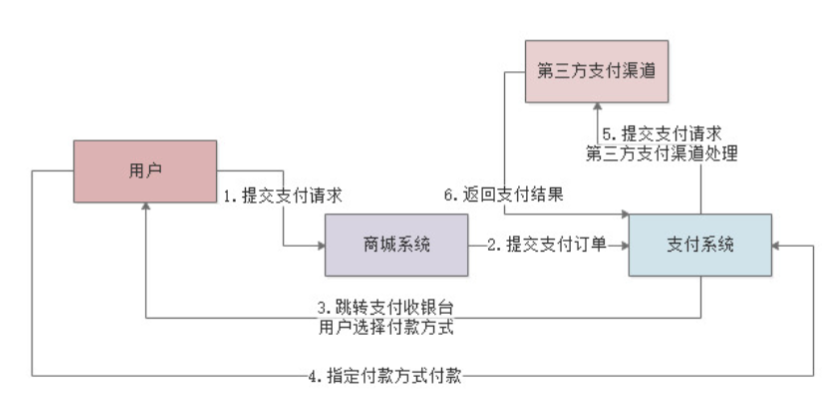 第三方支付渠道
5.提交支付请求
第三方支付渠道处理
用户
1.提交支付请求
6.返回支付结果
商城系统
2.提交支付订单
支付系统
3.跳转支付收银台
用户选择付款方式
4.指定付款方式付款